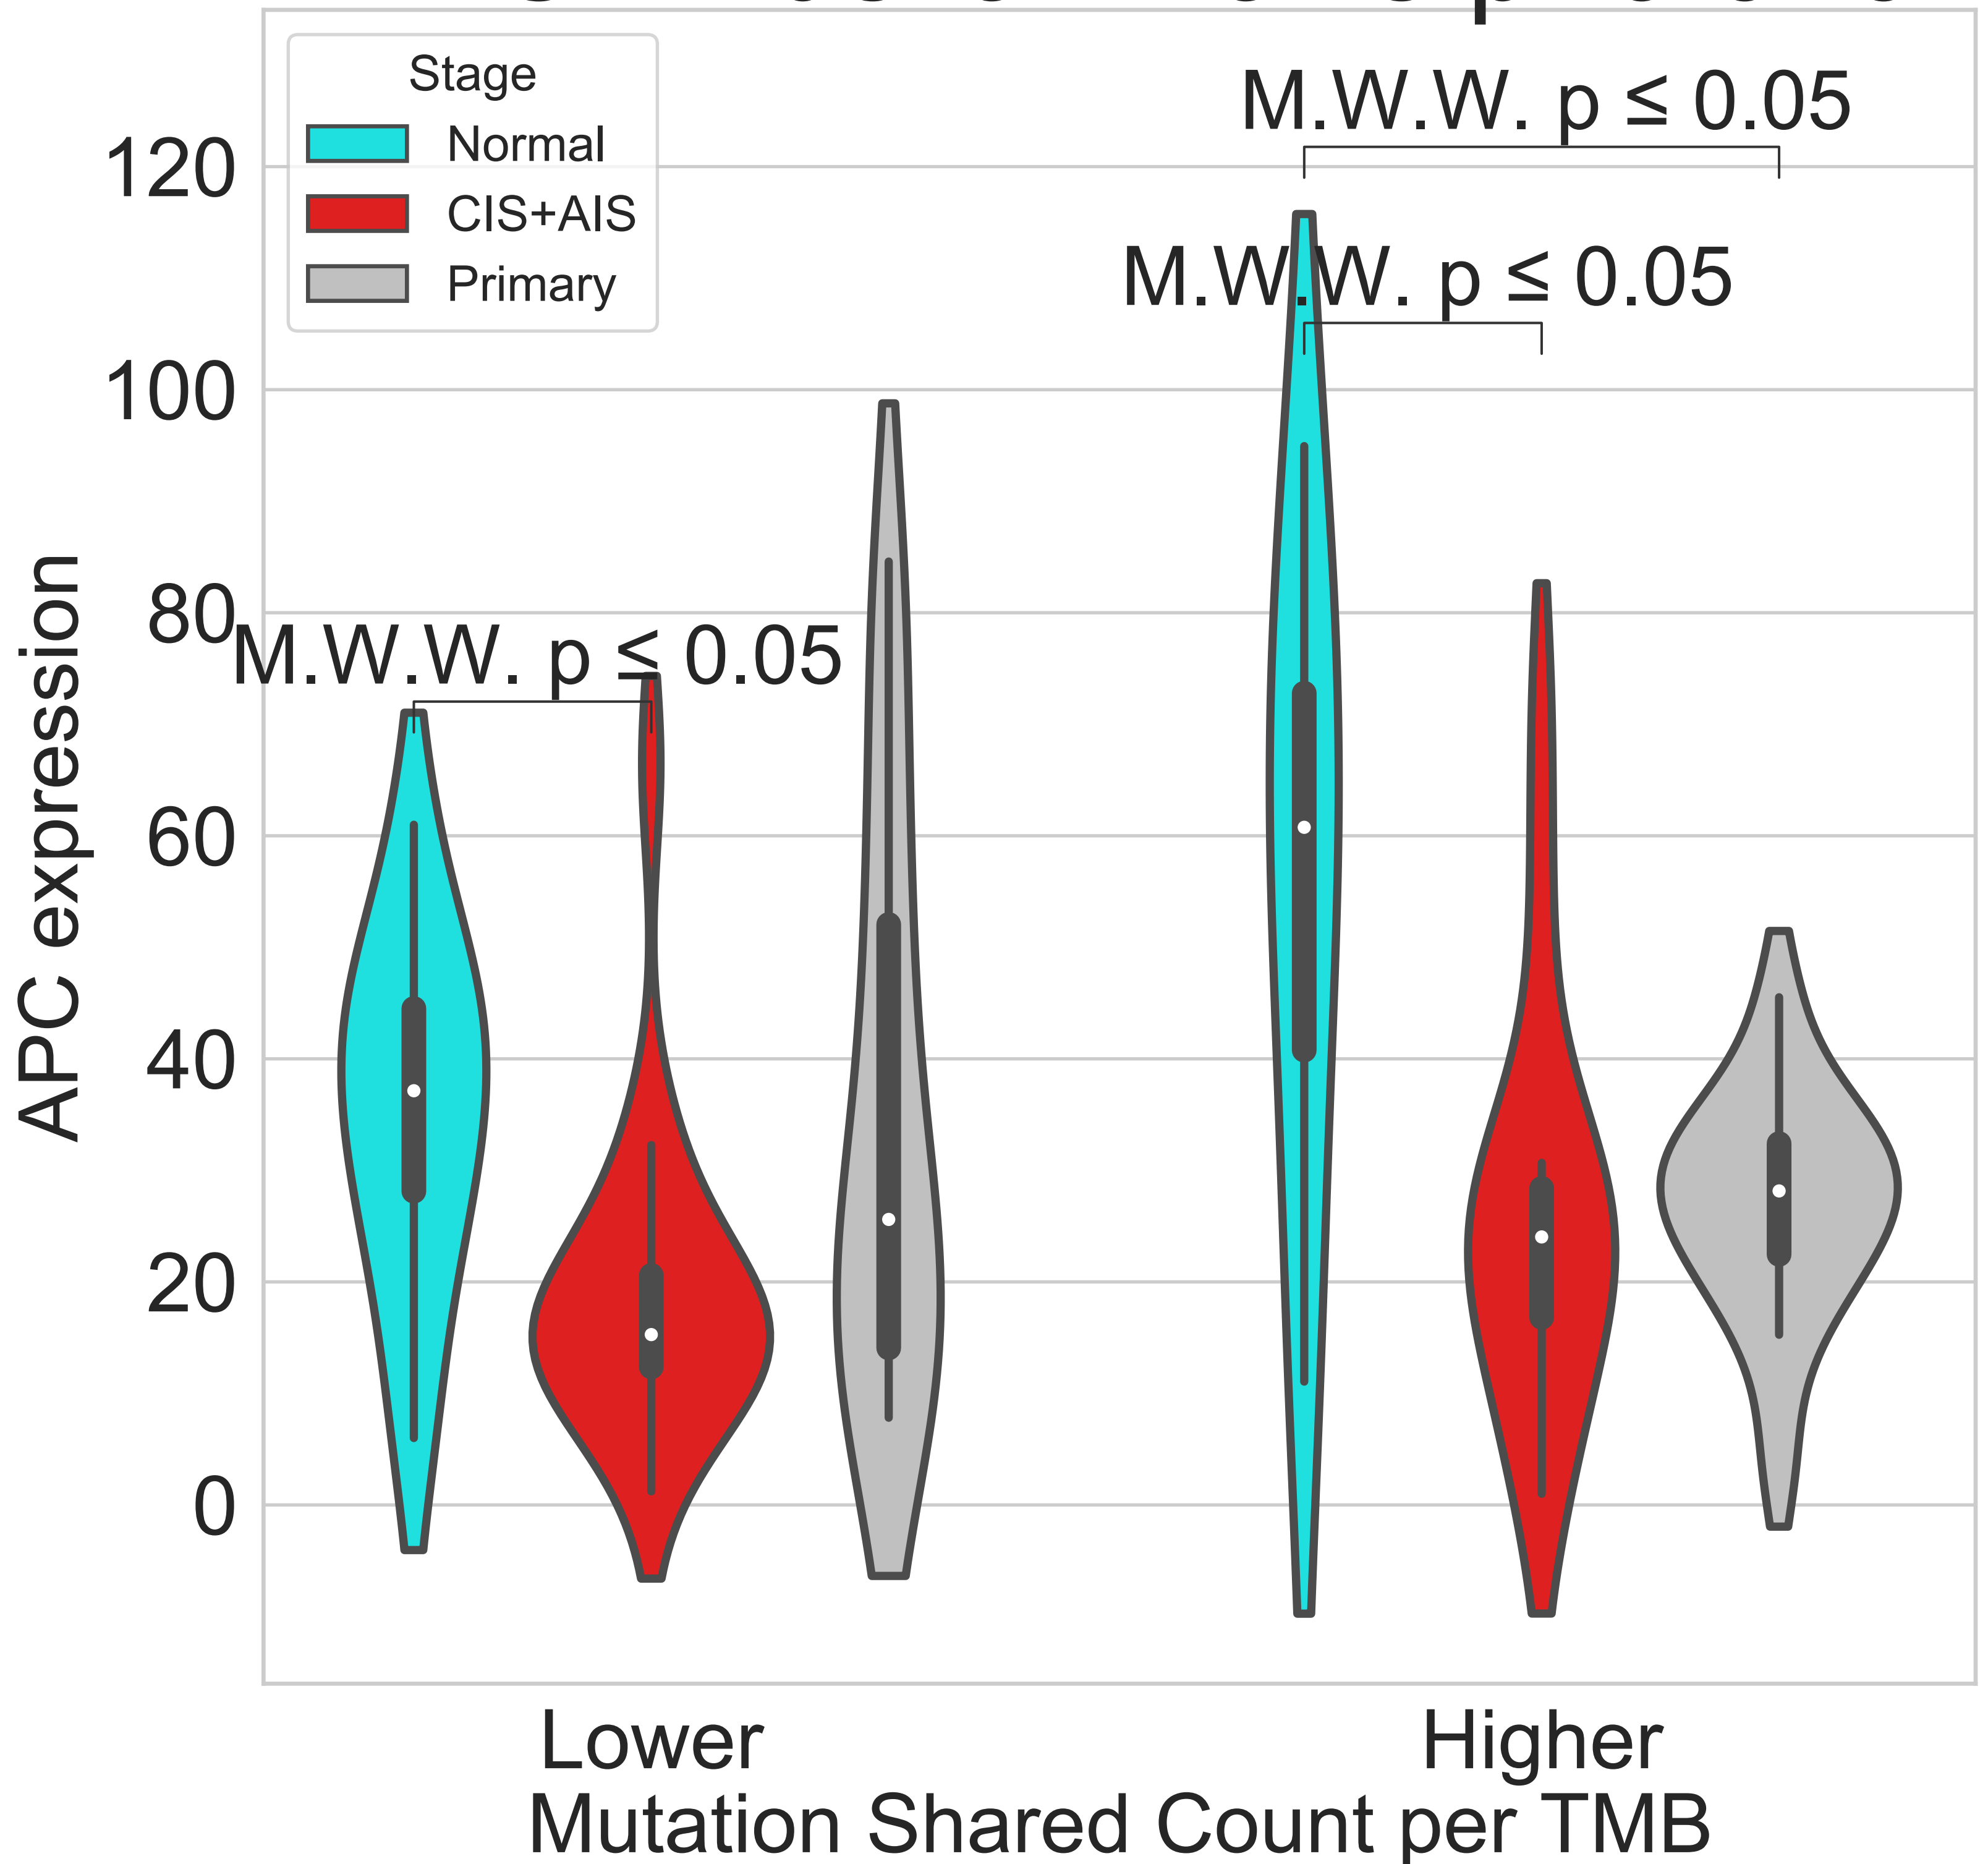 Stage
Normal
CIS+AIS
Primary
M.W.W. p ≤ 0.05
M.W.W. p ≤ 0.05
M.W.W. p ≤ 0.05
120
100
80
60
40
20
0
APC expression
Lower
Higher
Mutation Shared Count per TMB